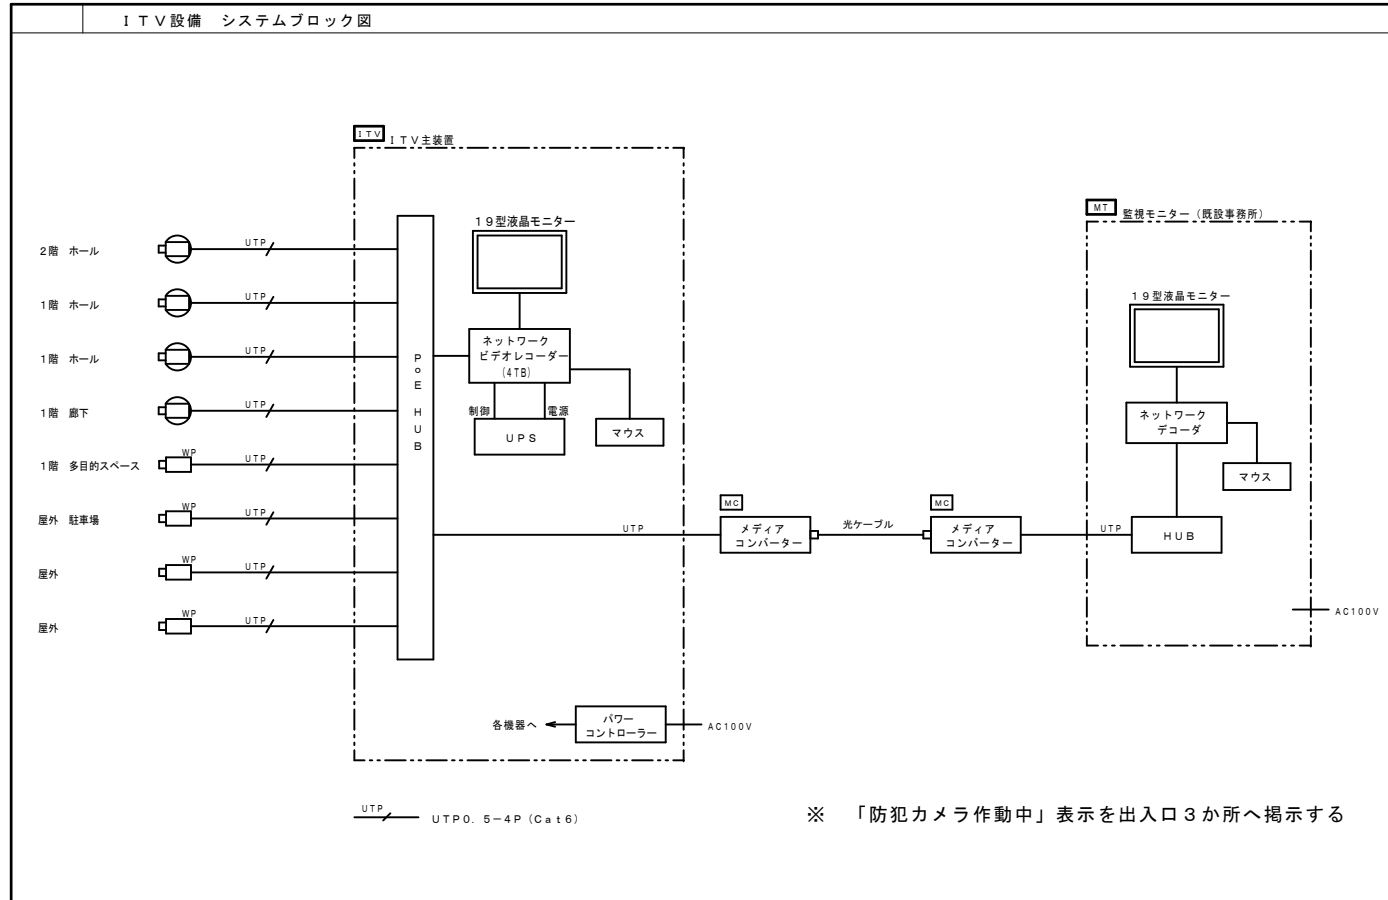 ITV設備 システムブロック図
ITV
ITV主装置
MT
監視モニター(既設事務所)
19型液晶モニター
2階 ホール
UTP
1階 ホール
UTP
1階 ホール
UTP
1階 廊下
UTP
1階 多目的スペース
WP
UTP
屋外 駐車場
WP
UTP
屋外
WP
UTP
屋外
WP
UTP
PoE HUB
ネットワーク
ビデオレコーダー
(4TB)
制御
電源
UPS
マウス
UTP
MC
メディア
コンバーター
光ケーブル
MC
メディア
コンバーター
UTP
19型液晶モニター
ネットワーク
デコーダ
マウス
HUB
AC100V
各機器へ
パワー
コントローラー
AC100V
UTP
UTP0.5-4P(Cat6)
※ 「防犯カメラ作動中」表示を出入口3か所へ掲示する